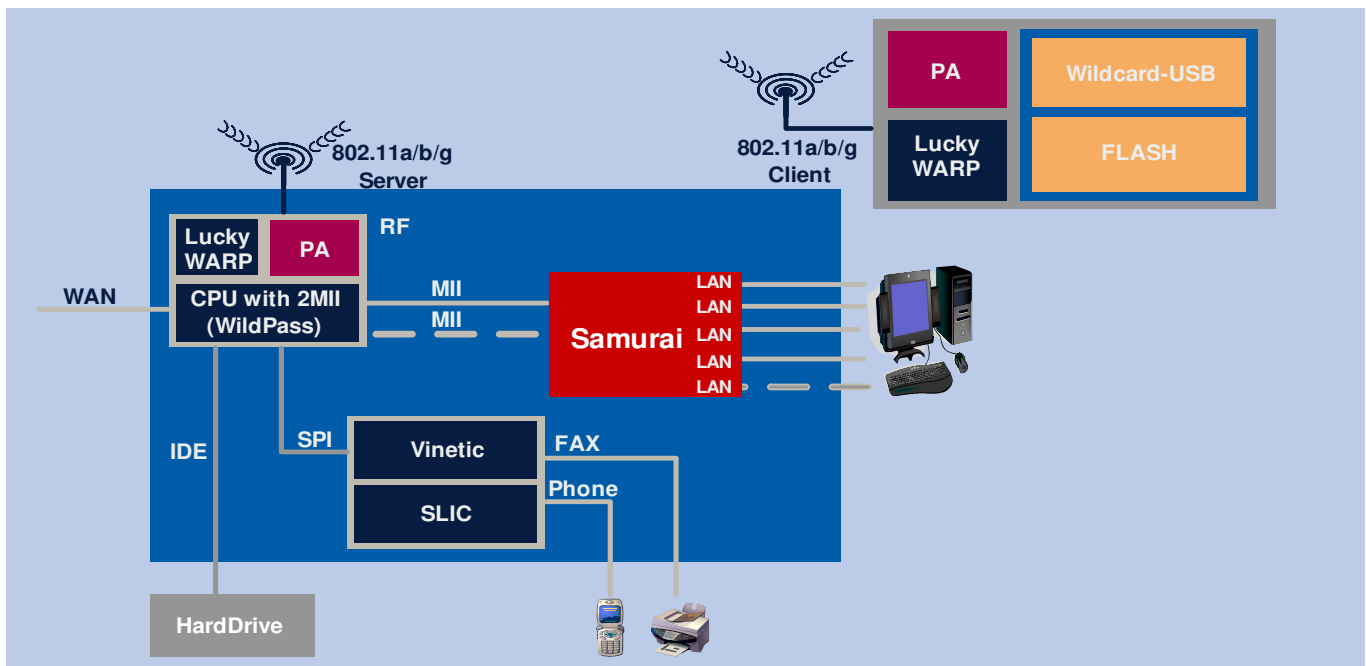 PA
Wildcard-USB
Lucky
WARP
FLASH
802.11a/b/g
Client
802.11a/b/g
Server
Lucky
WARP
PA
RF
WAN
CPU with 2MII
(WildPass)
MII
MII
Samurai
LAN
LAN
LAN
LAN
LAN
IDE
SPI
Vinetic
SLIC
FAX
Phone
HardDrive